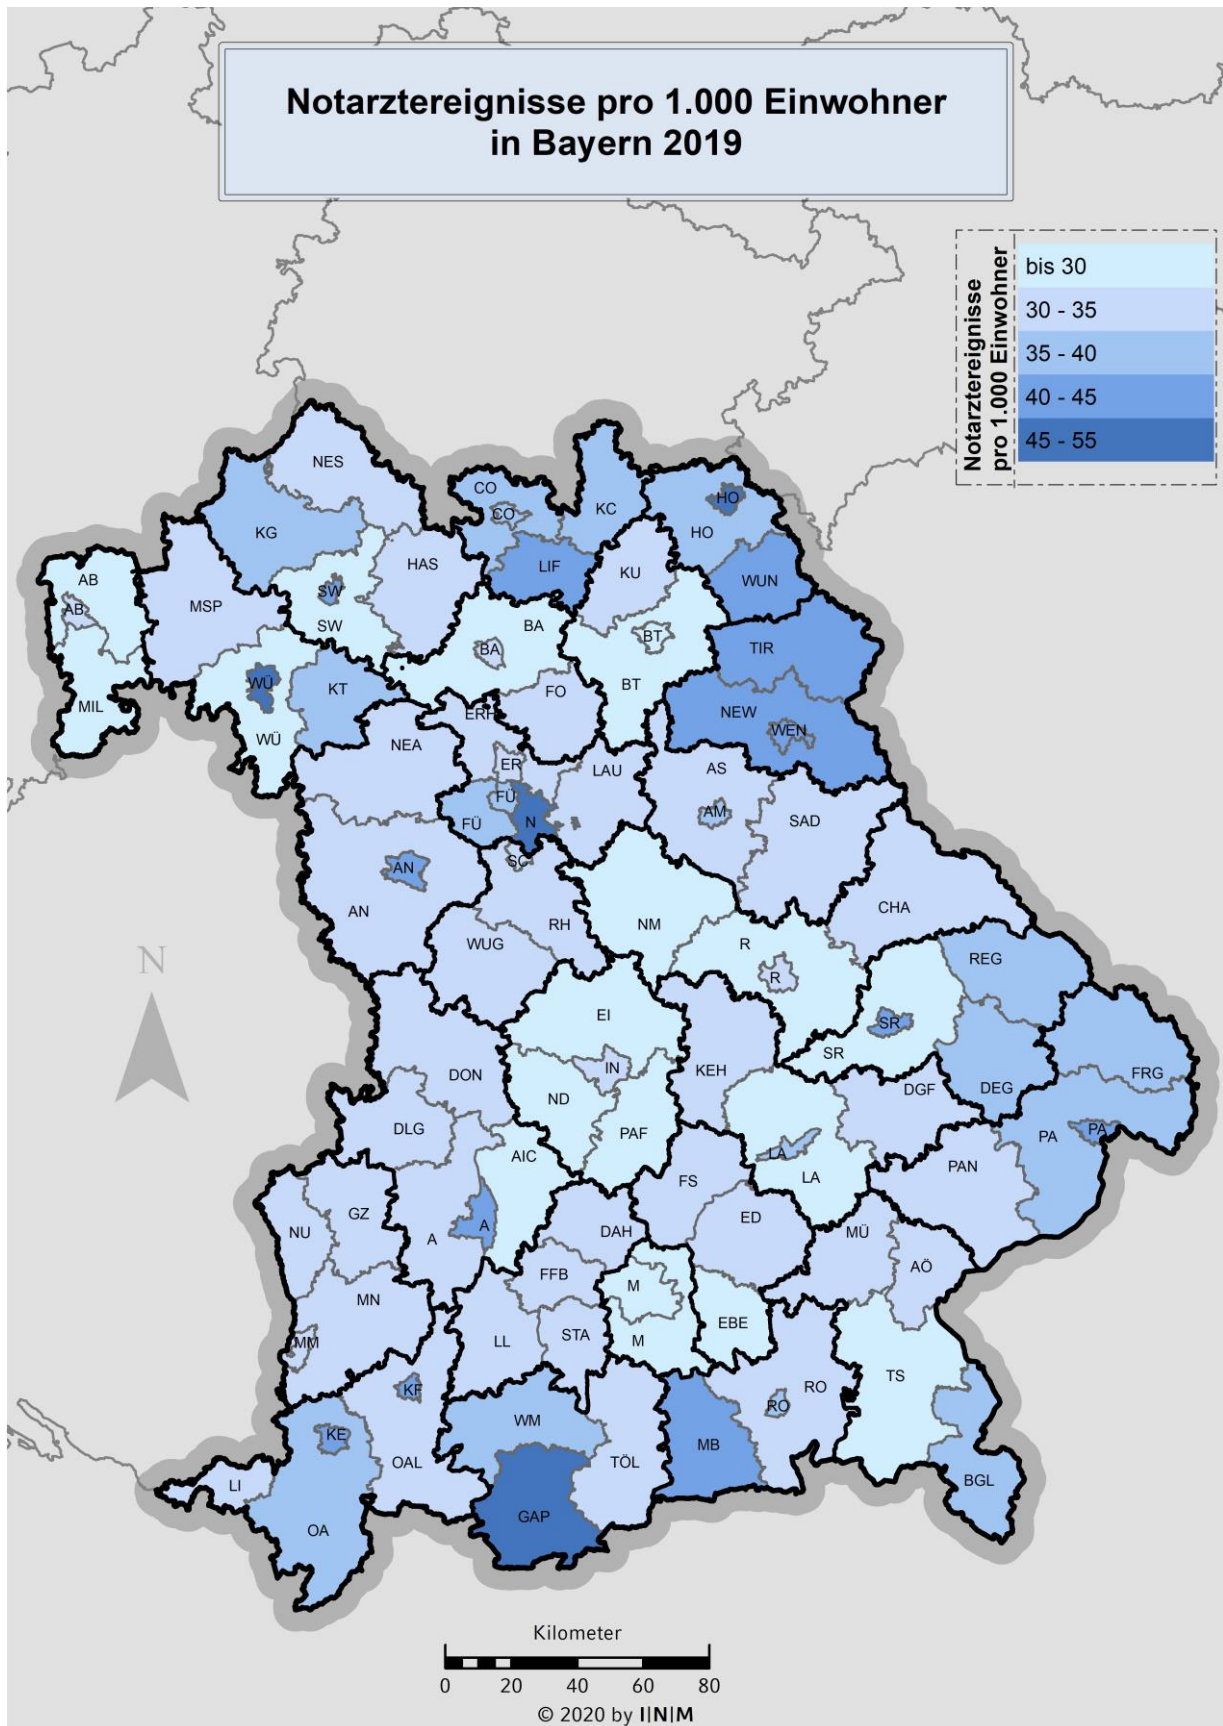 Notarztereignisse pro 1.000 Einwohner
in Bayern 2019
Notarztereignisse
pro 1.000 Einwohner
bis 30
30 - 35
35 - 40
40 - 45
45 - 55
NES
CO
CO
KC
HO
HO
KG
HAS
LIF
KU
WUN
AB
AB
MSP
SW
SW
BA
BA
BT
BT
TIR
MIL
WÜ
WÜ
KT
FO
ERH
NEW
WEN
NEA
ER
LAU
AS
FÜ
FÜ
N
AM
SAD
AN
AN
SC
RH
WUG
NM
CHA
R
R
REG
N
EI
SR
SR
IN
KEH
DON
ND
DGF
DEG
FRG
DLG
PAF
PA
PA
AIC
LA
LA
PAN
FS
NU
GZ
A
A
DAH
ED
MÜ
AÖ
FFB
M
M
MN
MM
LL
STA
EBE
RO
RO
TS
KF
WM
KE
OAL
TÖL
MB
BGL
LI
OA
GAP
Kilometer
0 20 40 60 80
© 2020 by I|N|M